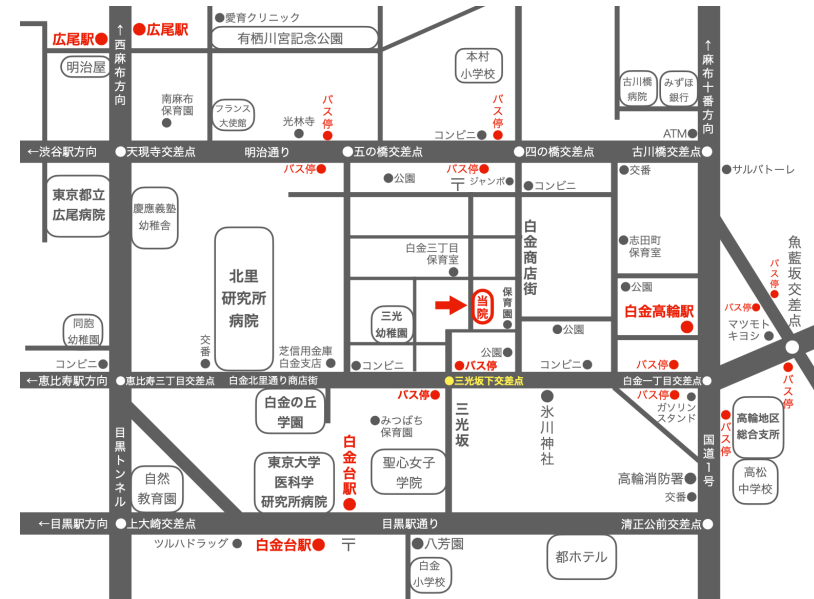 広尾駅
広尾駅
愛育クリニック
有栖川宮記念公園
↑西麻布方向
明治屋
本村
小学校
↑麻布十番方向
古川橋
病院
みずほ
銀行
南麻布
保育園
フランス
大使館
光林寺
バス停
コンビニ
バス停
ATM
←渋谷駅方向
天現寺交差点
明治通り
五の橋交差点
四の橋交差点
古川橋交差点
バス停
バス停
〒
ジャンボ
公園
コンビニ
交番
サルバトーレ
東京都立
広尾病院
慶應義塾
幼稚舎
北里
研究所
病院
白金三丁目
保育室
白金商店街
志田町
保育室
魚藍坂交差点
バス停
当院
保育園
公園
白金高輪駅
バス停
マツモト
キヨシ
三光
幼稚園
同胞
幼稚園
交番
芝信用金庫
白金支店
公園
公園
コンビニ
コンビニ
バス停
コンビニ
バス停
←恵比寿駅方向
恵比寿三丁目交差点
白金北里通り商店街
三光坂下交差点
白金一丁目交差点
バス停
バス停
バス停
ガソリン
スタンド
白金の丘
学園
みつばち
保育園
三光坂
氷川神社
バス停
高輪地区
総合支所
目黒トンネル
国道1号
白金台駅
東京大学
医科学
研究所病院
聖心女子
学院
自然
教育園
高輪消防署
交番
高松
中学校
←目黒駅方向
上大崎交差点
目黒駅通り
清正公前交差点
ツルハドラッグ
白金台駅
〒
八芳園
都ホテル
白金
小学校